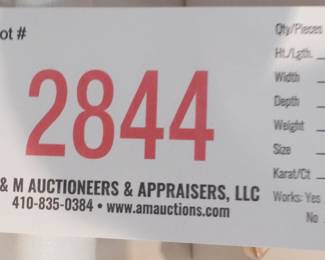 ot #
2844
& M AUCTIONEERS & APPRAISERS, LLC
410-835-0384 • www.amauctions.com
Qty/Pieces
Ht./Lgth.
Width
Depth
Weight
Size
Karat/Ct
Works: Yes
No